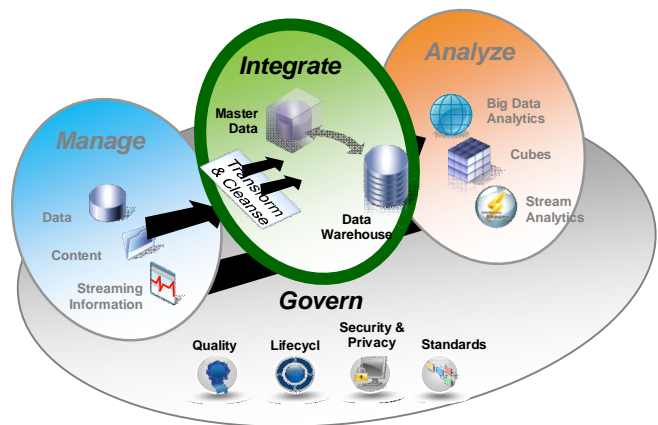 Manage
Data
Content
Streaming
Information
Integrate
Master
Data
Transform
& Cleanse
Data
Warehouse
Analyze
Big Data
Analytics
Cubes
Stream
Analytics
Govern
Quality
Lifecycl
Security &
Privacy
Standards